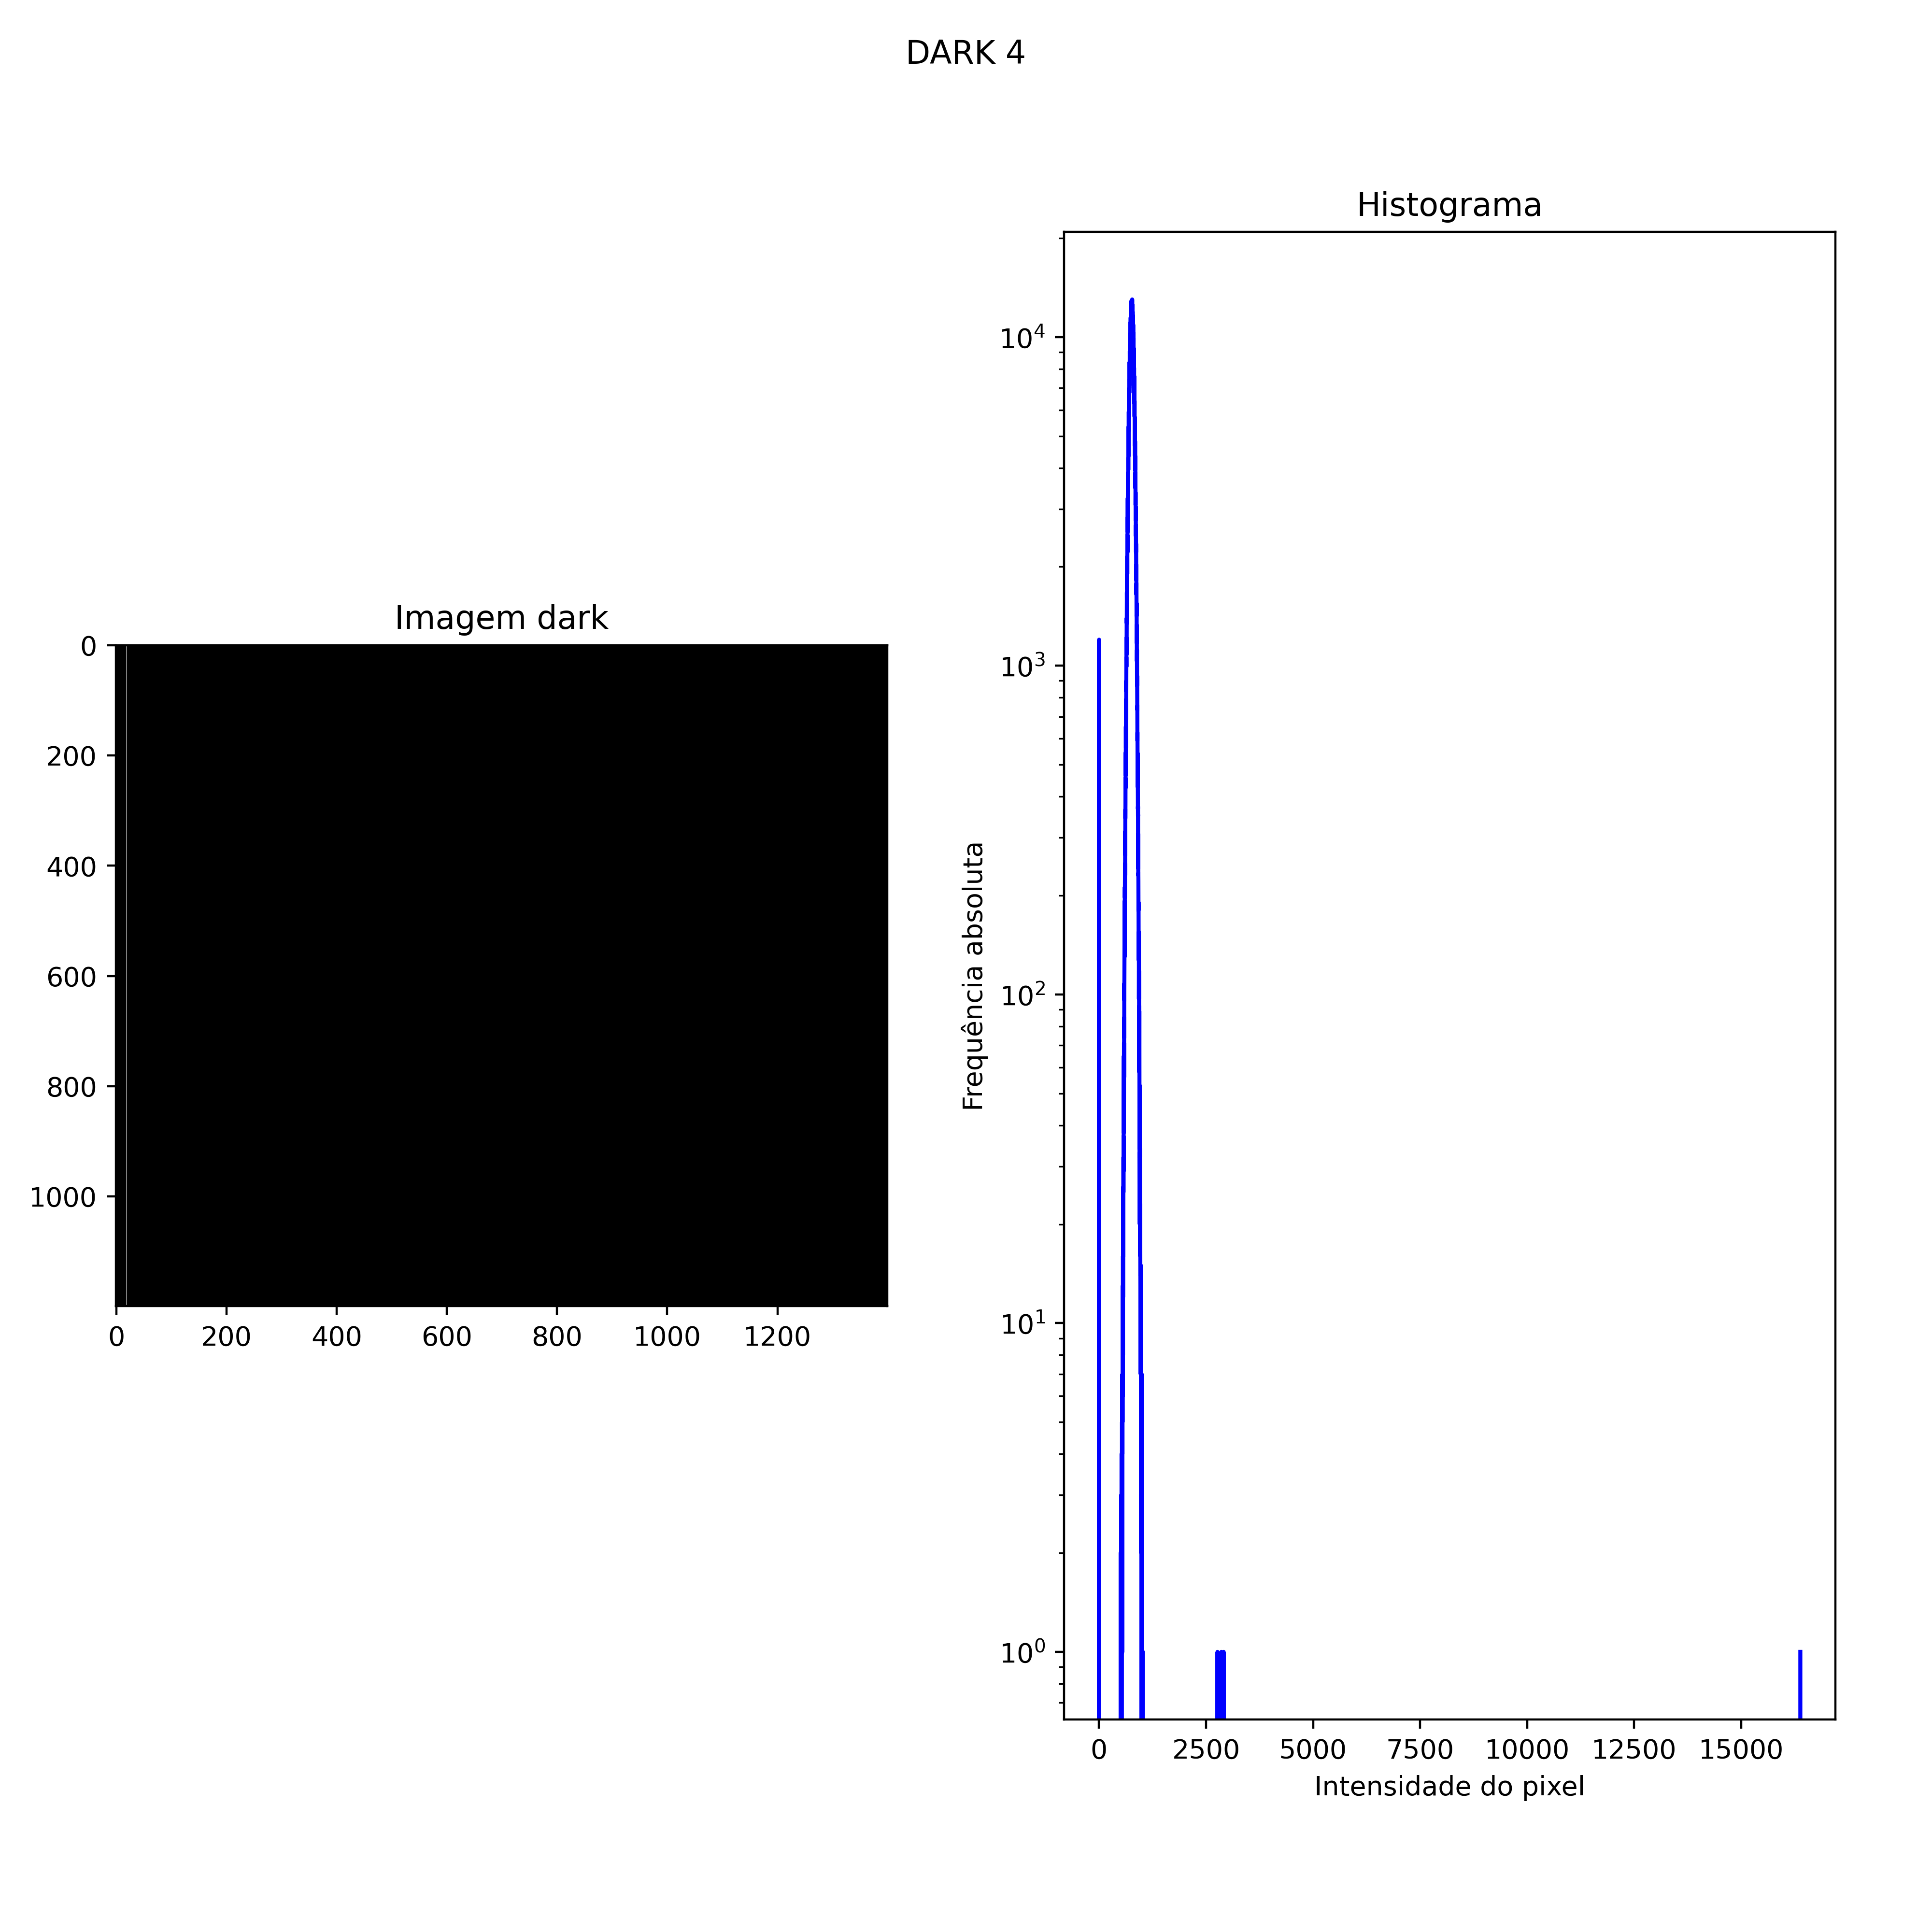 DARK 4
Imagem dark
0
200
400
600
800
1000
0 200 400 600 800 1000 1200
Histograma
Frequência absoluta
10⁴
10³
10²
10¹
10⁰
0 2500 5000 7500 10000 12500 15000
Intensidade do pixel